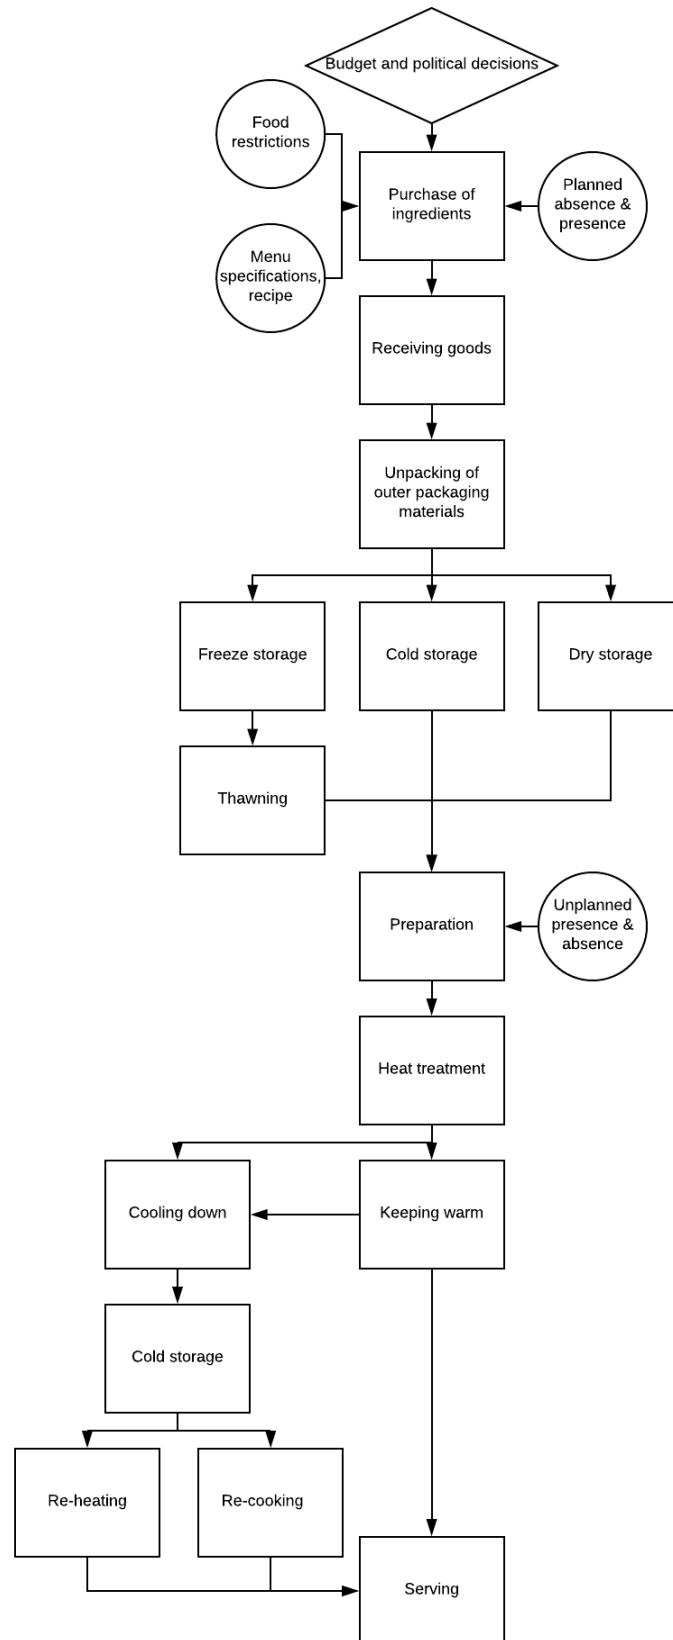 Budget and political decisions
Food
restrictions
Purchase of
ingredients
Planned
absence &
presence
Menu
specifications,
recipe
Receiving goods
Unpacking of
outer packaging
materials
Freeze storage
Cold storage
Dry storage
Thawning
Preparation
Unplanned
presence &
absence
Heat treatment
Cooling down
Keeping warm
Cold storage
Re-heating
Re-cooking
Serving